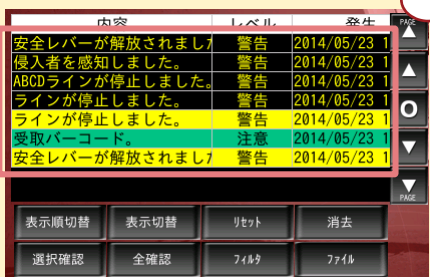 内容 レベル 発生
安全レバーが解放されまし 警告 2014/05/23 1
侵入者を感知しました。 警告 2014/05/23 1
ABCDラインが停止しました。 警告 2014/05/23 1
ラインが停止しました。 警告 2014/05/23 1
ラインが停止しました。 警告 2014/05/23 1
受取バーコード。 注意 2014/05/23 1
安全レバーが解放されまし 警告 2014/05/23 1
PAGE
O
PAGE
表示順切替 表示切替 ﾘｾｯﾄ 消去
選択確認 全確認 ﾌｨﾙﾀ ﾌｧｲﾙ